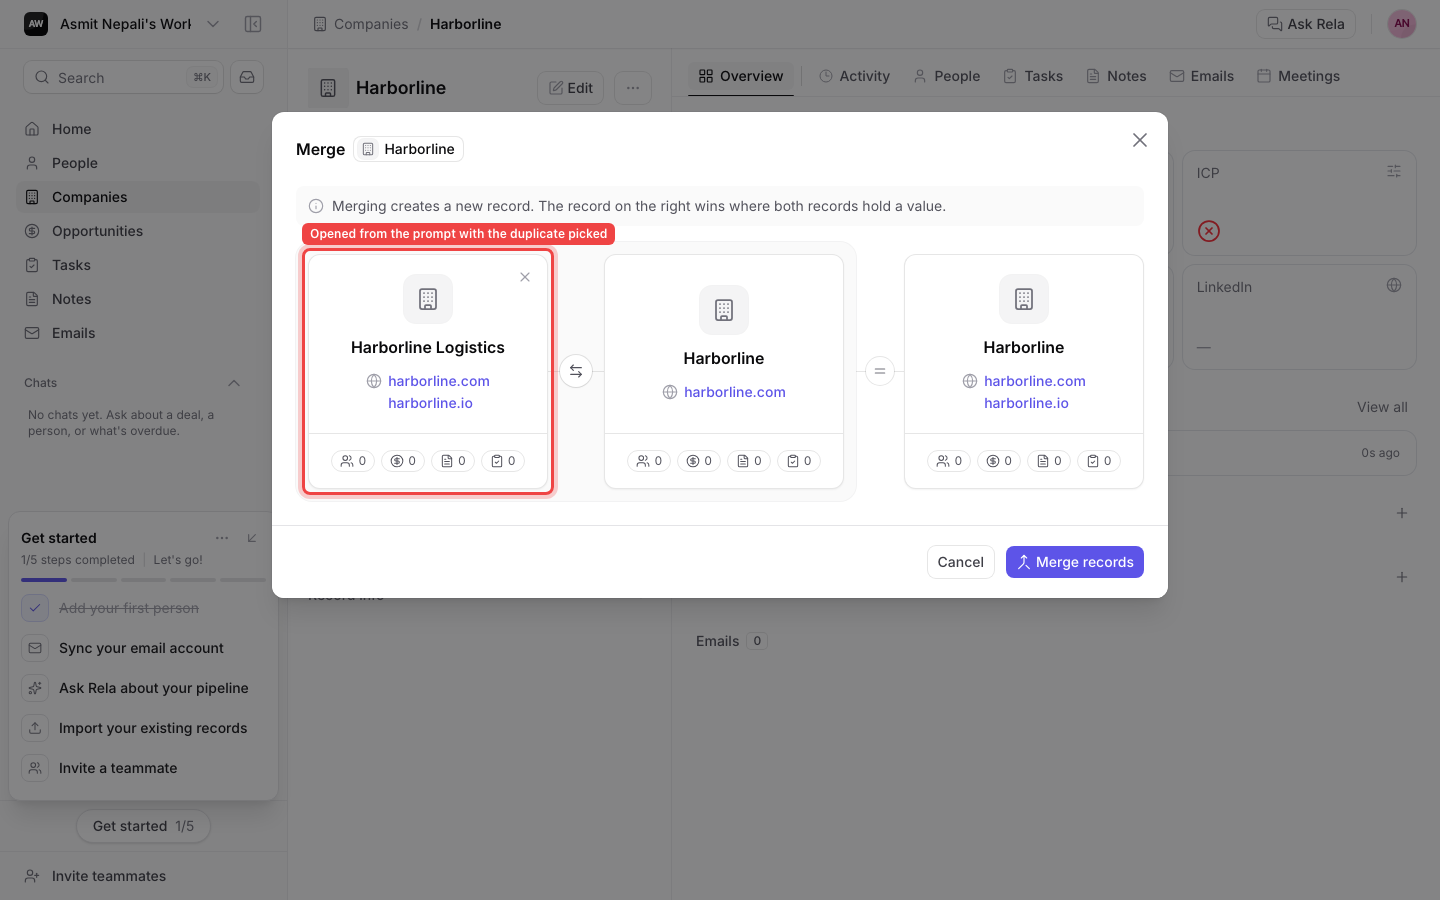 AW Asmit Nepali's Work
Companies / Harborline
Ask Rela
AN
Search ⌘K
Harborline
Edit
Overview
Activity
People
Tasks
Notes
Emails
Meetings
Home
People
Companies
Opportunities
Tasks
Notes
Emails
Chats
No chats yet. Ask about a deal, a
person, or what's overdue.
Get started
1/5 steps completed
Let's go!
Add your first person
Sync your email account
Ask Rela about your pipeline
Import your existing records
Invite a teammate
Get started 1/5
Invite teammates
Merge Harborline
Merging creates a new record. The record on the right wins where both records hold a value.
Opened from the prompt with the duplicate picked
Harborline Logistics
harborline.com
harborline.io
0 0 0 0
Harborline
harborline.com
0 0 0 0
Harborline
harborline.com
harborline.io
0 0 0 0
Cancel
Merge records
ICP
LinkedIn
—
View all
0s ago
Record info
Emails 0